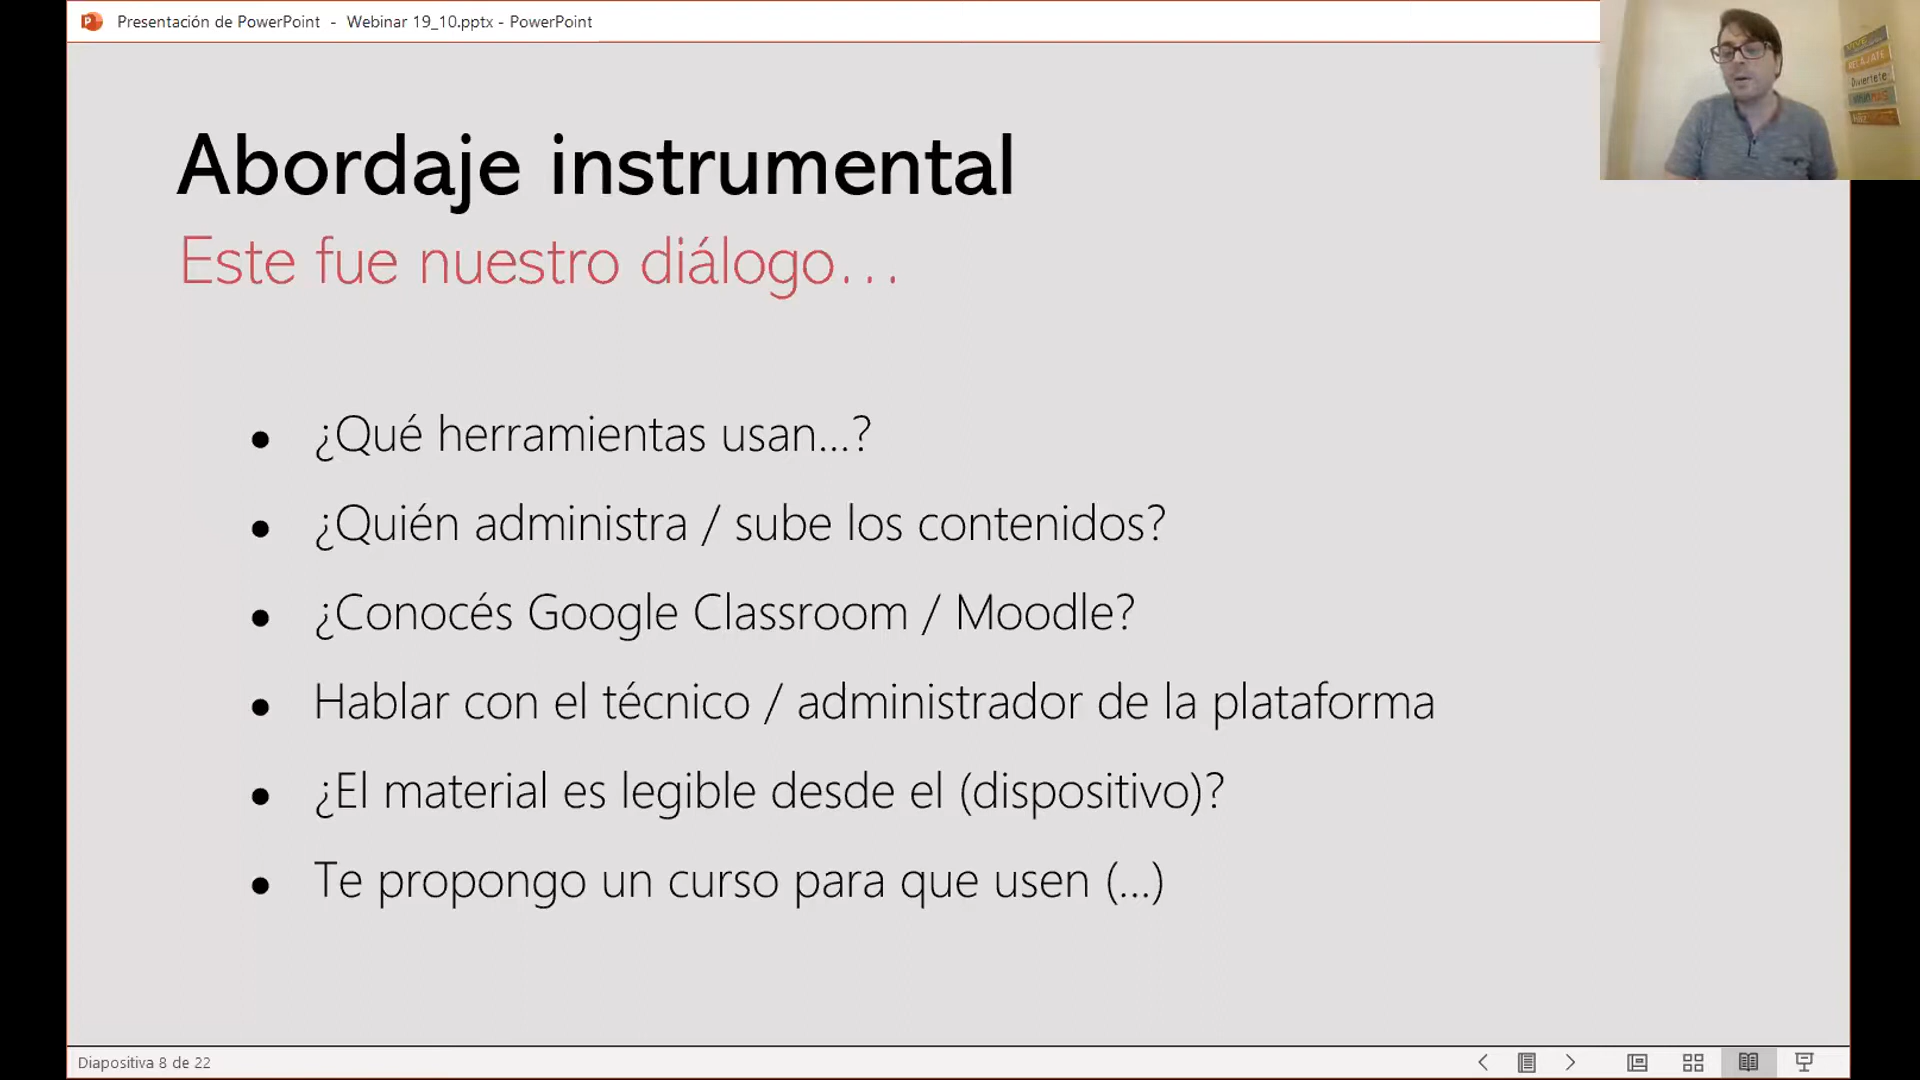 Presentación de PowerPoint - Webinar 19_10.pptx - PowerPoint
RELAJATE
Diviertete
Abordaje instrumental
Este fue nuestro diálogo...
• ¿Qué herramientas usan...?
• ¿Quién administra / sube los contenidos?
• ¿Conocés Google Classroom / Moodle?
• Hablar con el técnico / administrador de la plataforma
• ¿El material es legible desde el (dispositivo)?
• Te propongo un curso para que usen (...)
Diapositiva 8 de 22